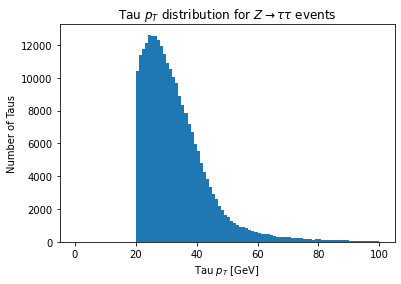 Tau $p_T$ distribution for $Z \rightarrow \tau\tau$ events
12000
10000
8000
6000
4000
2000
0
Number of Taus
0 20 40 60 80 100
Tau $p_T$ [GeV]